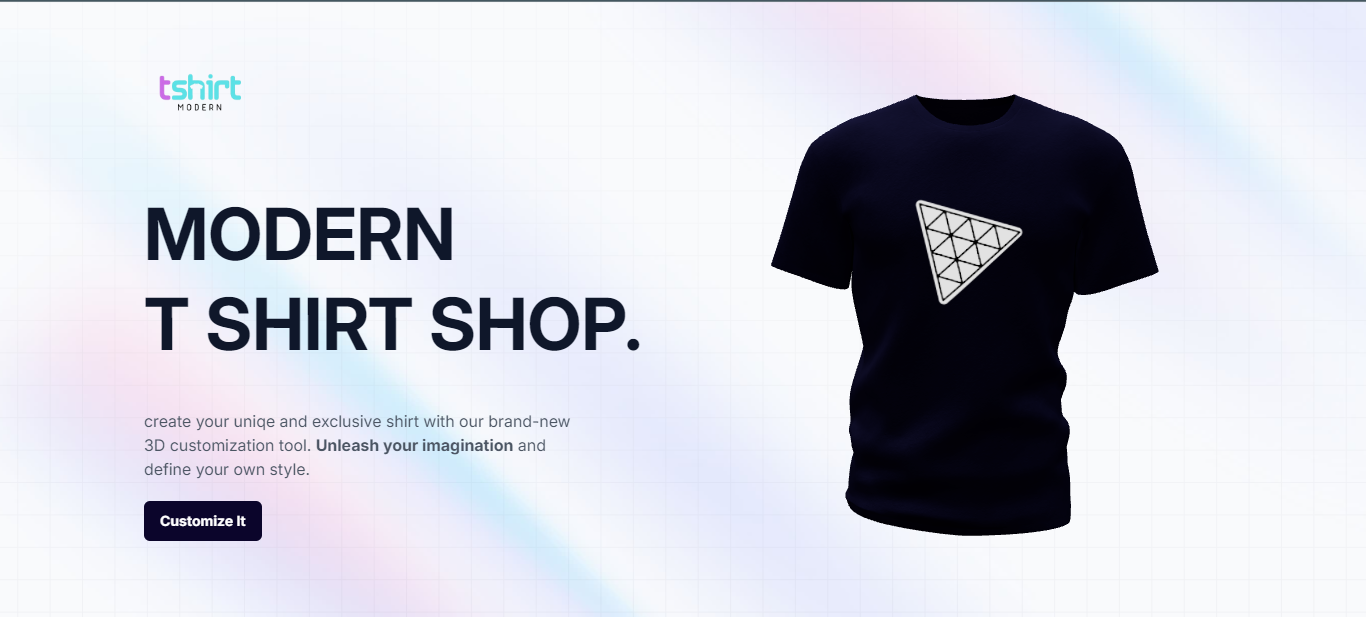 tshirt
MODERN
MODERN
T SHIRT SHOP.
create your uniqe and exclusive shirt with our brand-new
3D customization tool. Unleash your imagination and
define your own style.
Customize It